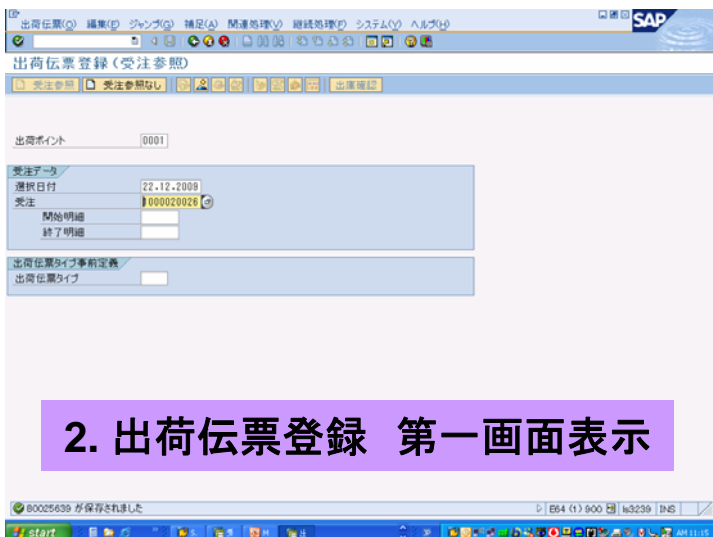 出荷伝票(O) 編集(E) ジャンプ(G) 補足(A) 関連処理(V) 継続処理(F) システム(Y) ヘルプ(H)
SAP
出荷伝票登録(受注参照)
受注参照 受注参照なし 出庫確認
出荷ポイント 0001
受注データ
選択日付 22.12.2009
受注 1000020026
開始明細
終了明細
出荷伝票タイプ事前定義
出荷伝票タイプ
2. 出荷伝票登録 第一画面表示
80025639 が保存されました E64 (1) 900 ls3239 INS
start AM 11:15